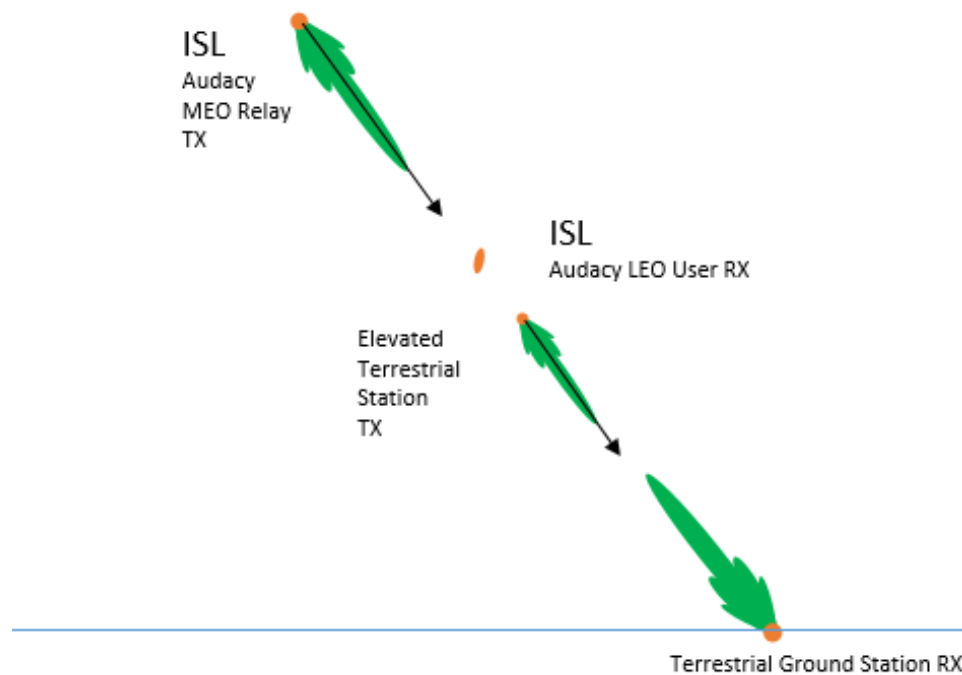 ISL
Audacy
MEO Relay
TX
ISL
Audacy LEO User RX
Elevated
Terrestrial
Station
TX
Terrestrial Ground Station RX